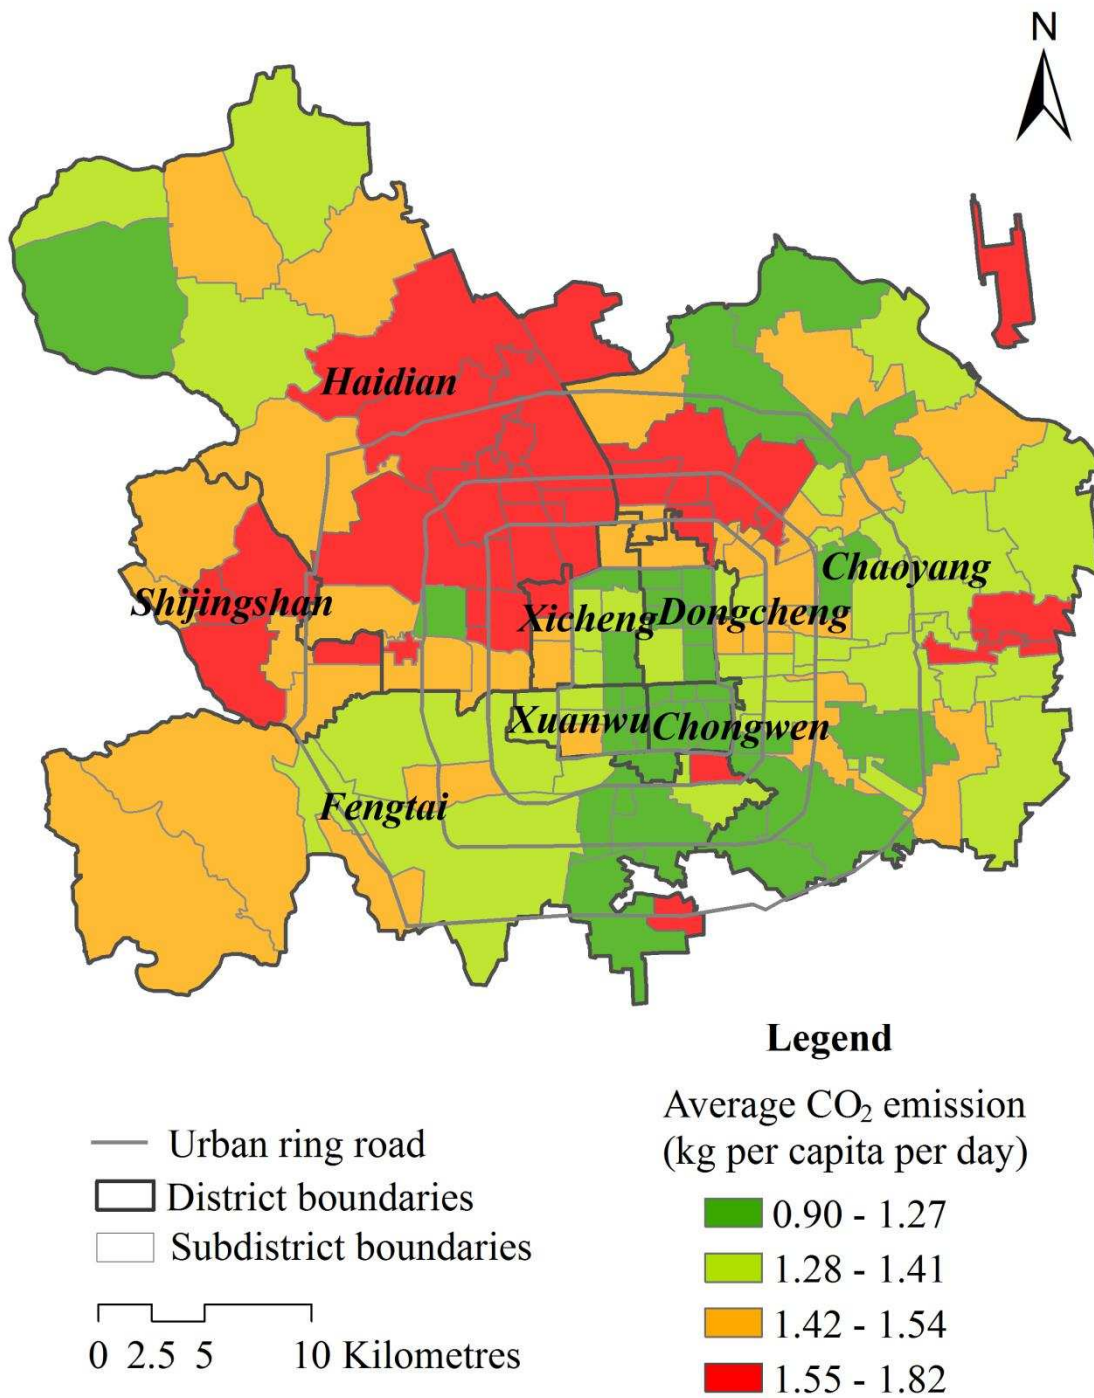 N
Haidian
Chaoyang
Shijingshan
Xicheng
Dongcheng
Xuanwu
Chongwen
Fengtai
Legend
Average CO₂ emission
(kg per capita per day)
0.90 - 1.27
1.28 - 1.41
1.42 - 1.54
1.55 - 1.82
Urban ring road
District boundaries
Subdistrict boundaries
0 2.5 5 10 Kilometres